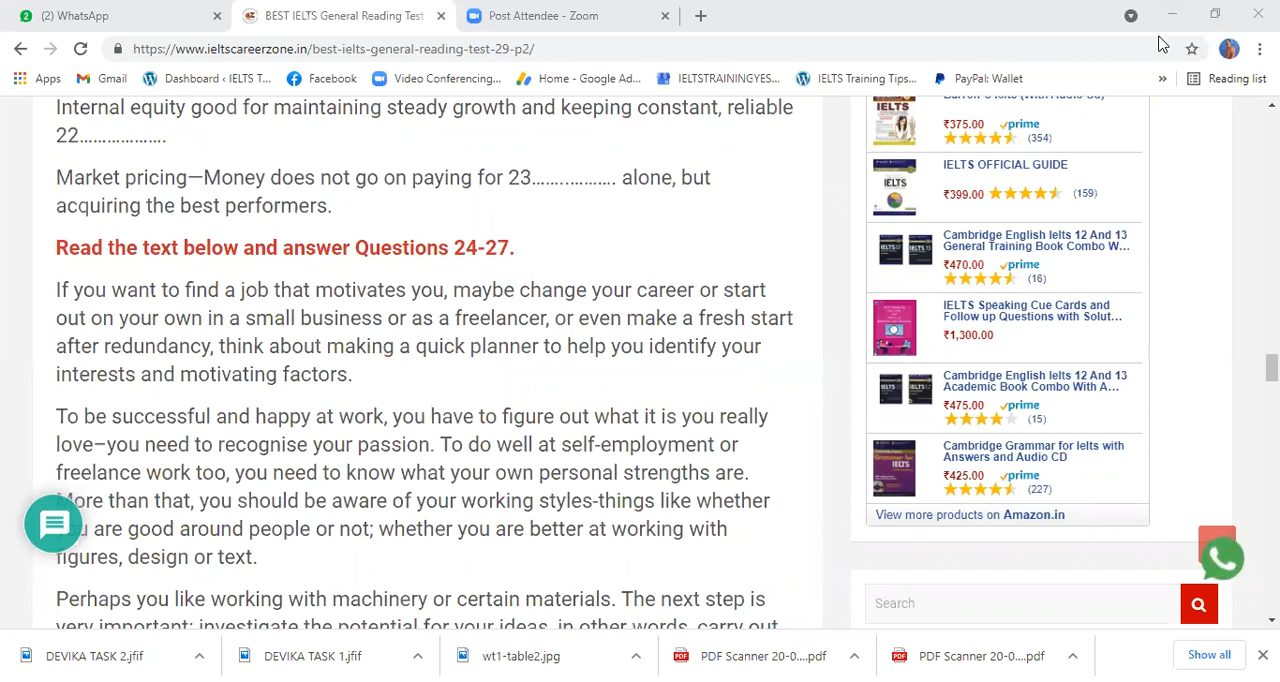 (2) WhatsApp
BEST IELTS General Reading Test
Post Attendee - Zoom
https://www.ieltscareerzone.in/best-ielts-general-reading-test-29-p2/
Apps
Gmail
Dashboard ‹ IELTS T...
Facebook
Video Conferencing...
Home - Google Ad...
IELTSTRAININGYES...
IELTS Training Tips...
PayPal: Wallet
»
Reading list
Internal equity good for maintaining steady growth and keeping constant, reliable
22……………….
Market pricing—Money does not go on paying for 23……..………. alone, but
acquiring the best performers.
Read the text below and answer Questions 24-27.
If you want to find a job that motivates you, maybe change your career or start
out on your own in a small business or as a freelancer, or even make a fresh start
after redundancy, think about making a quick planner to help you identify your
interests and motivating factors.
To be successful and happy at work, you have to figure out what it is you really
love–you need to recognise your passion. To do well at self-employment or
freelance work too, you need to know what your own personal strengths are.
More than that, you should be aware of your working styles-things like whether
you are good around people or not; whether you are better at working with
figures, design or text.
Perhaps you like working with machinery or certain materials. The next step is
very important: investigate the potential for your ideas, in other words, carry out
₹375.00 prime
(354)
IELTS OFFICIAL GUIDE
₹399.00 (159)
Cambridge English Ielts 12 And 13
General Training Book Combo W...
₹470.00 prime
(16)
IELTS Speaking Cue Cards and
Follow up Questions with Solut...
₹1,300.00
Cambridge English Ielts 12 And 13
Academic Book Combo With A...
₹475.00 prime
(15)
Cambridge Grammar for Ielts with
Answers and Audio CD
₹425.00 prime
(227)
View more products on Amazon.in
Search
DEVIKA TASK 2.jfif
DEVIKA TASK 1.jfif
wt1-table2.jpg
PDF Scanner 20-0....pdf
PDF Scanner 20-0....pdf
Show all